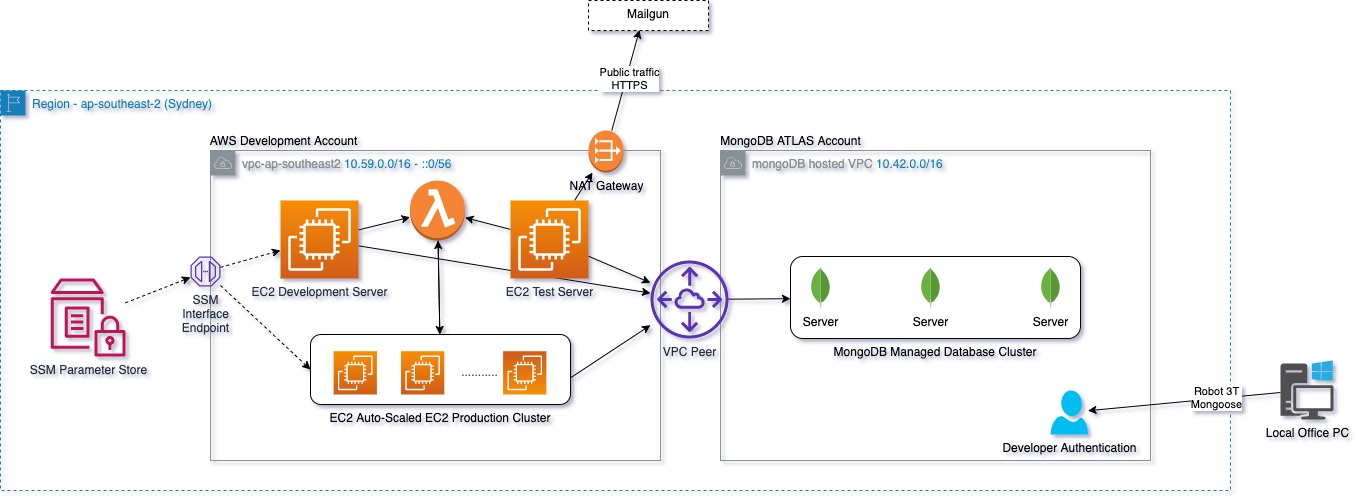 Mailgun
Public traffic
HTTPS
Region - ap-southeast-2 (Sydney)
AWS Development Account
MongoDB ATLAS Account
vpc-ap-southeast2 10.59.0.0/16 - ::0/56
mongoDB hosted VPC 10.42.0.0/16
NAT Gateway
EC2 Development Server
EC2 Test Server
SSM
Interface
Endpoint
Server
Server
Server
VPC Peer
MongoDB Managed Database Cluster
SSM Parameter Store
............
EC2 Auto-Scaled EC2 Production Cluster
Robot 3T
Mongoose
Local Office PC
Developer Authentication